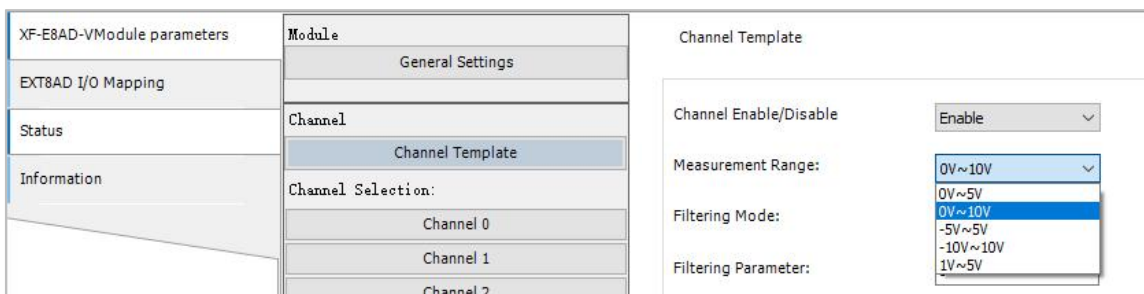 XF-E8AD-VModule parameters
EXT8AD I/O Mapping
Status
Information
Module
General Settings
Channel
Channel Template
Channel Selection:
Channel 0
Channel 1
Channel 2
Channel Template
Channel Enable/Disable
Enable
Measurement Range:
0V~10V
0V~5V
0V~10V
-5V~5V
-10V~10V
1V~5V
Filtering Mode:
Filtering Parameter: